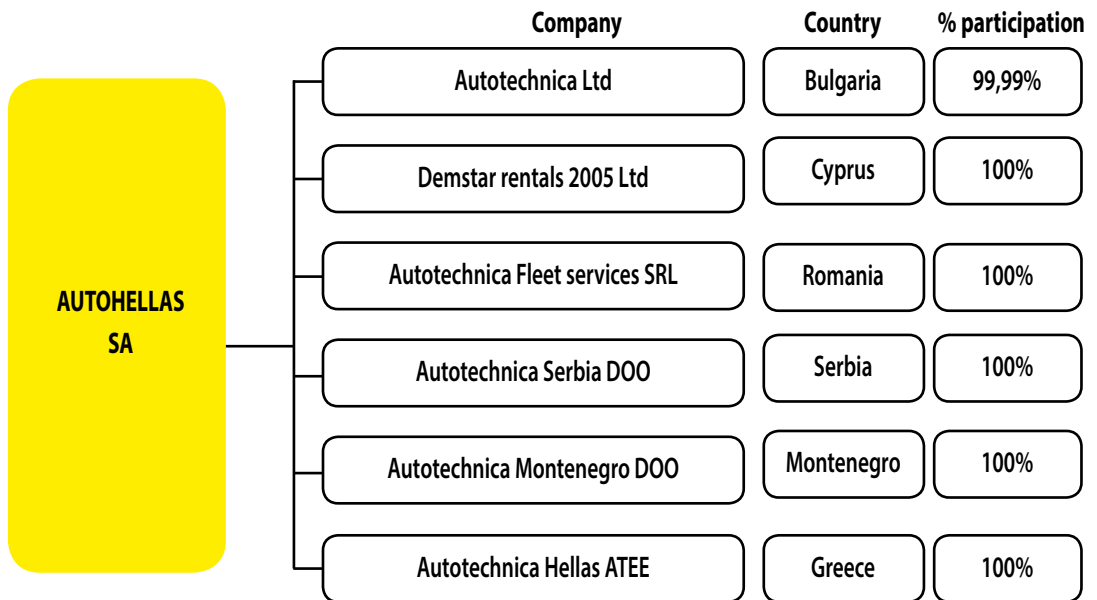 Company Country % participation
Autotechnica Ltd Bulgaria 99,99%
Demstar rentals 2005 Ltd Cyprus 100%
Autotechnica Fleet services SRL Romania 100%
AUTOHELLAS
SA
Autotechnica Serbia DOO Serbia 100%
Autotechnica Montenegro DOO Montenegro 100%
Autotechnica Hellas ATEE Greece 100%